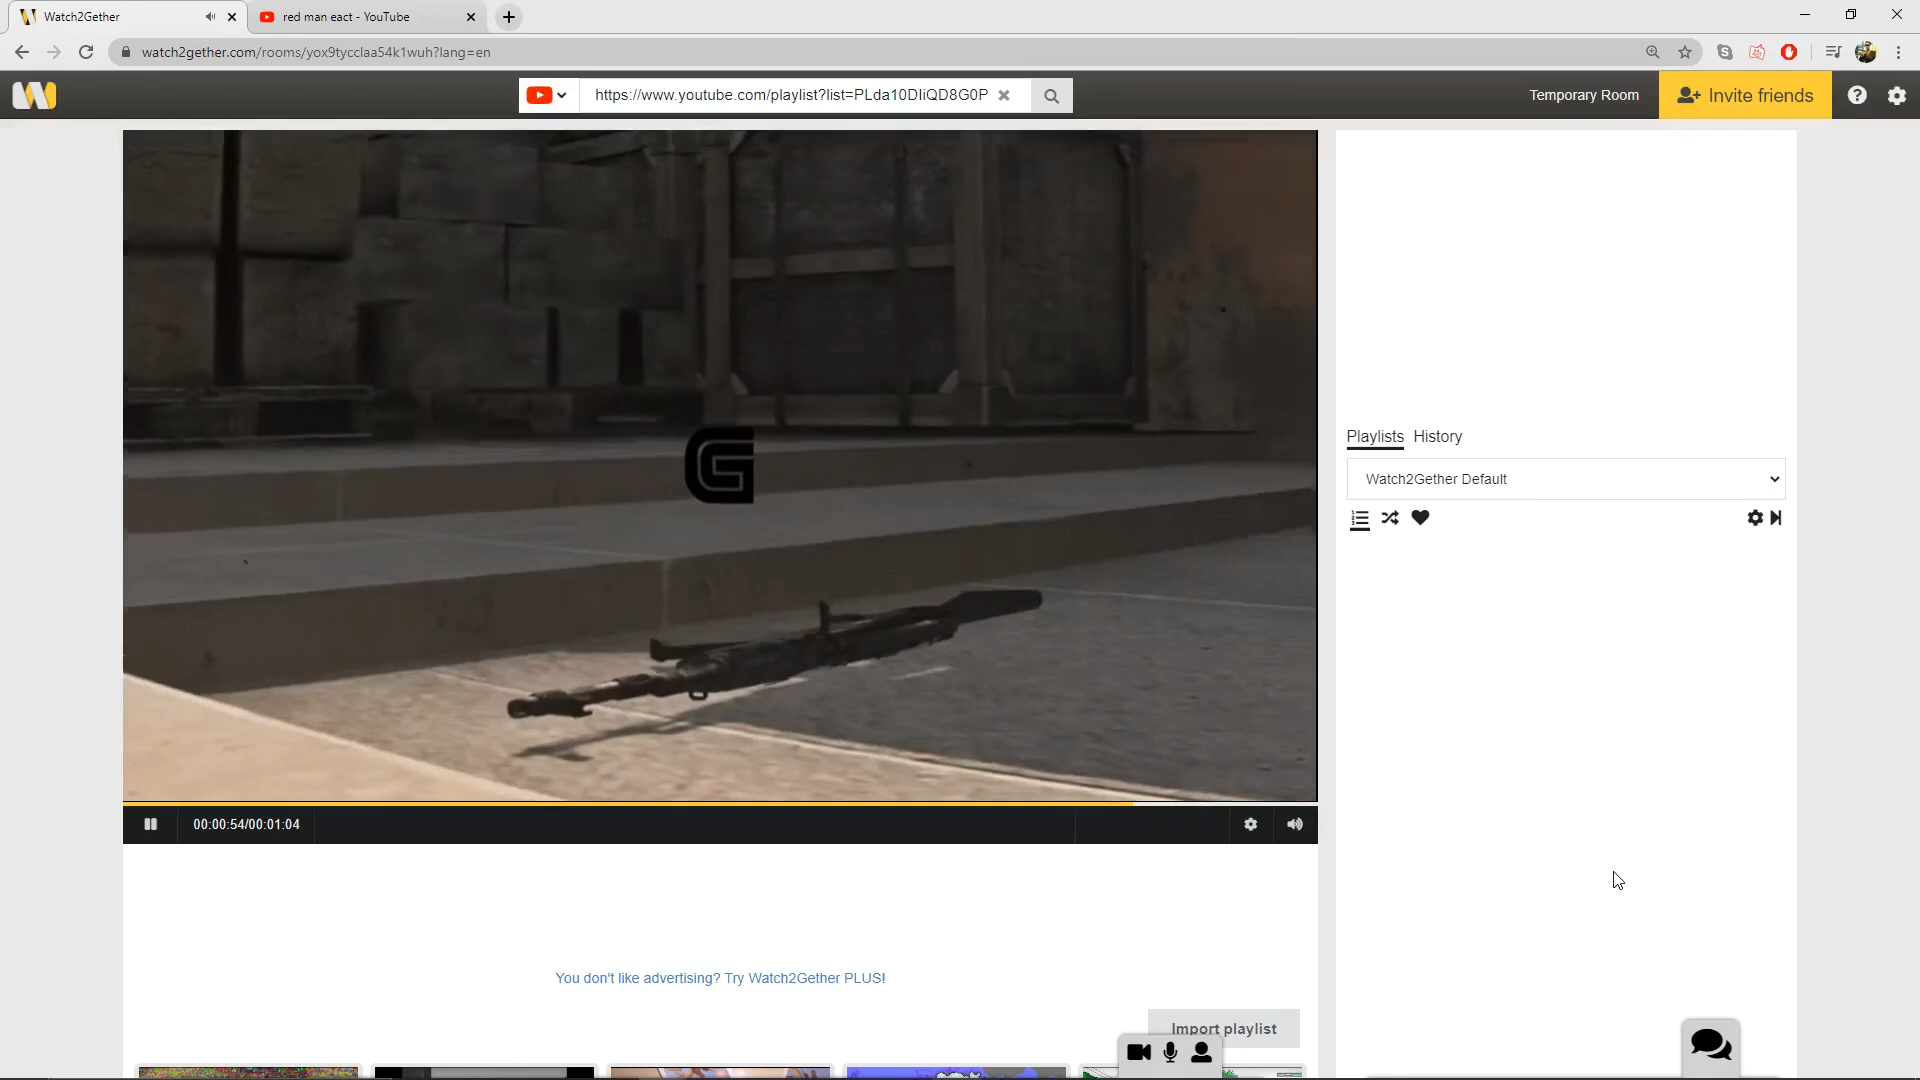 Watch2Gether
red man eact - YouTube
watch2gether.com/rooms/yox9tycclaa54k1wuh?lang=en
https://www.youtube.com/playlist?list=PLda10DIiQD8G0P
Temporary Room
Invite friends
G
Playlists History
Watch2Gether Default
00:00:54/00:01:04
You don't like advertising? Try Watch2Gether PLUS!
Import playlist